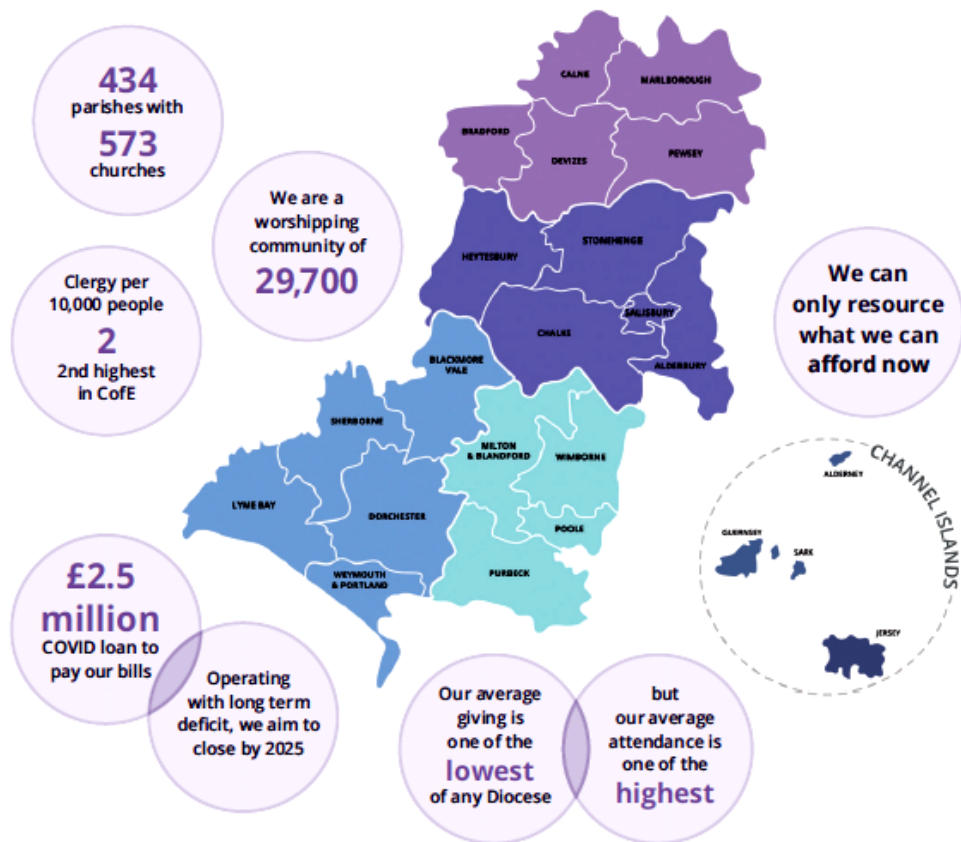 434
parishes with
573
churches
We are a
worshipping
community of
29,700
Clergy per
10,000 people
2
2nd highest
in CofE
£2.5
million
COVID loan to
pay our bills
Operating
with long term
deficit, we aim to
close by 2025
Our average
giving is
one of the
lowest
of any Diocese
but
our average
attendance is
one of the
highest
We can
only resource
what we can
afford now
CALNE
MARLBOROUGH
BRADFORD
DEVIZES
PEWSEY
HEYTESBURY
STONEHENGE
SALISBURY
CHALKE
ALDERBURY
BLACKMORE
VALE
SHERBORNE
MILTON
& BLANDFORD
WIMBORNE
LYME BAY
DORCHESTER
POOLE
PURBECK
WEYMOUTH
& PORTLAND
CHANNEL ISLANDS
ALDERNEY
GUERNSEY
SARK
JERSEY